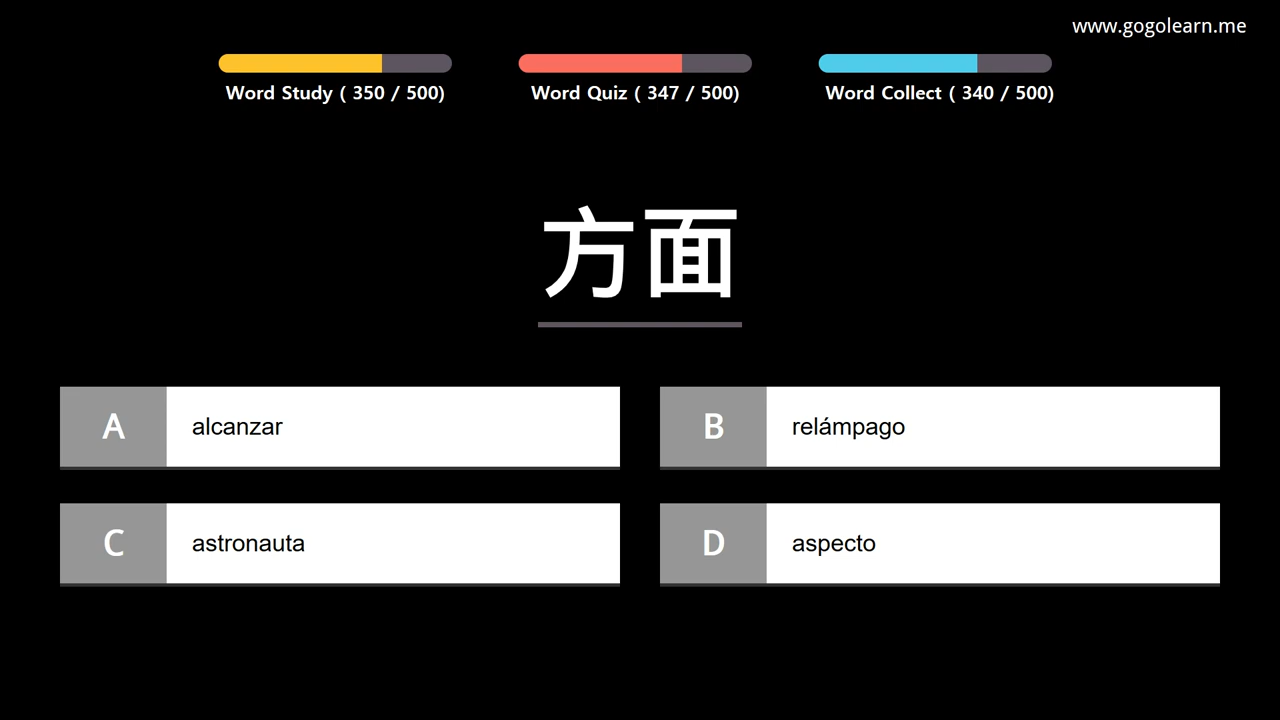 www.gogolearn.me
Word Study ( 350 / 500)
Word Quiz ( 347 / 500)
Word Collect ( 340 / 500)
方面
A alcanzar
B relámpago
C astronauta
D aspecto